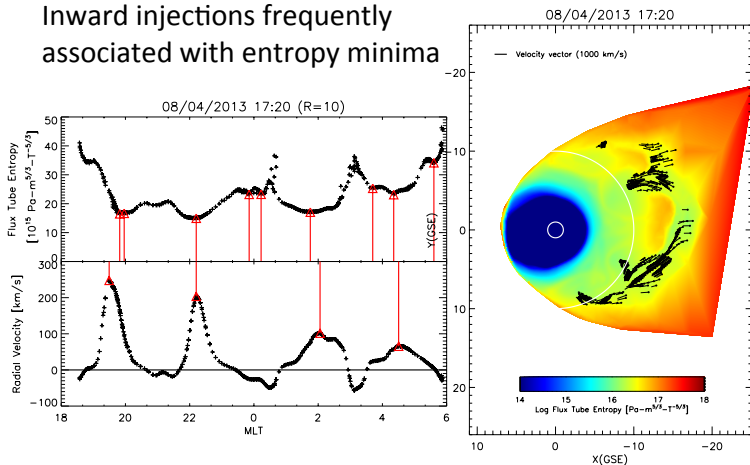 Inward injections frequently
associated with entropy minima
08/04/2013 17:20 (R=10)
Flux Tube Entropy
[10¹⁵ Pa-m⁵/³-T⁻⁵/³]
50
40
30
20
10
0
Radial Velocity [km/s]
300
200
100
0
-100
18 20 22 0 2 4 6
MLT
08/04/2013 17:20
Velocity vector (1000 km/s)
Y(GSE)
-20
-10
0
10
20
14 15 16 17 18
Log Flux Tube Entropy [Pa-m⁵/³-T⁻⁵/³]
10 0 -10 -20
X(GSE)